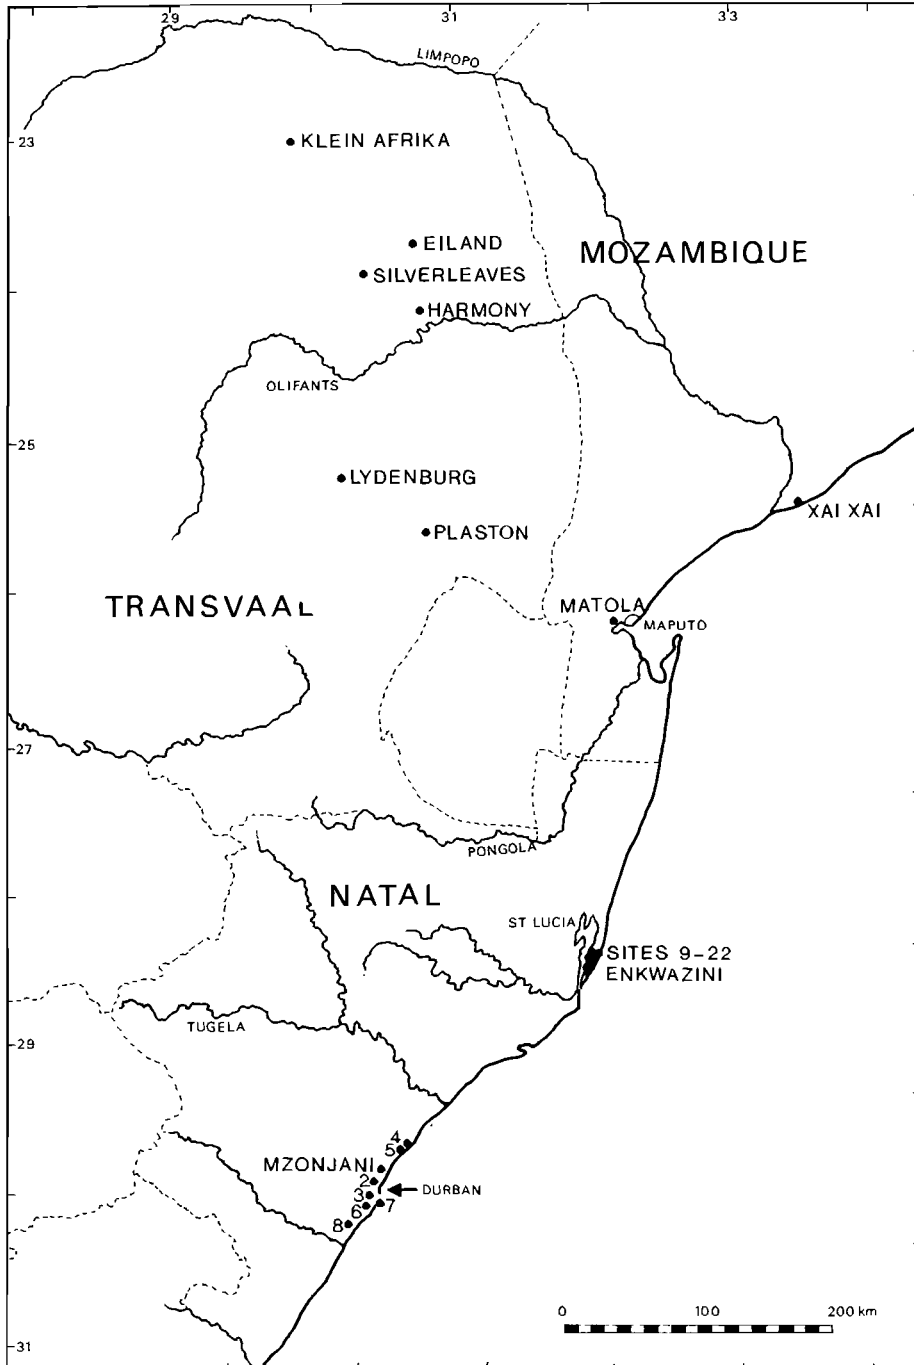 29
31
33
LIMPOPO
23
KLEIN AFRIKA
EILAND
MOZAMBIQUE
SILVERLEAVES
HARMONY
OLIFANTS
25
LYDENBURG
XAI XAI
PLASTON
TRANSVAAL
MATOLA
MAPUTO
27
PONGOLA
NATAL
ST LUCIA
SITES 9-22
ENKWAZINI
TUGELA
29
4
5
MZONJANI
2
DURBAN
3
6
7
8
0 100 200 km
31